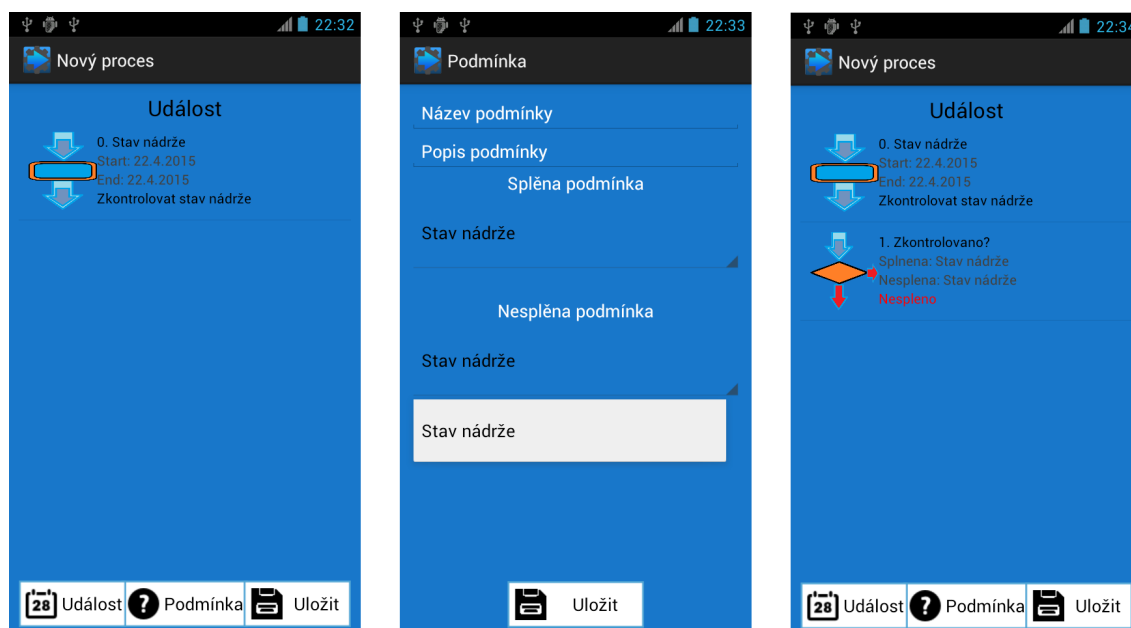 22:32
Nový proces
Událost
0. Stav nádrže
Start: 22.4.2015
End: 22.4.2015
Zkontrolovat stav nádrže
28 Událost ? Podmínka Uložit
22:33
Podmínka
Název podmínky
Popis podmínky
Splěna podmínka
Stav nádrže
Nesplěna podmínka
Stav nádrže
Stav nádrže
Uložit
22:34
Nový proces
Událost
0. Stav nádrže
Start: 22.4.2015
End: 22.4.2015
Zkontrolovat stav nádrže
1. Zkontrolovano?
Splnena: Stav nádrže
Nesplena: Stav nádrže
Nespleno
28 Událost ? Podmínka Uložit